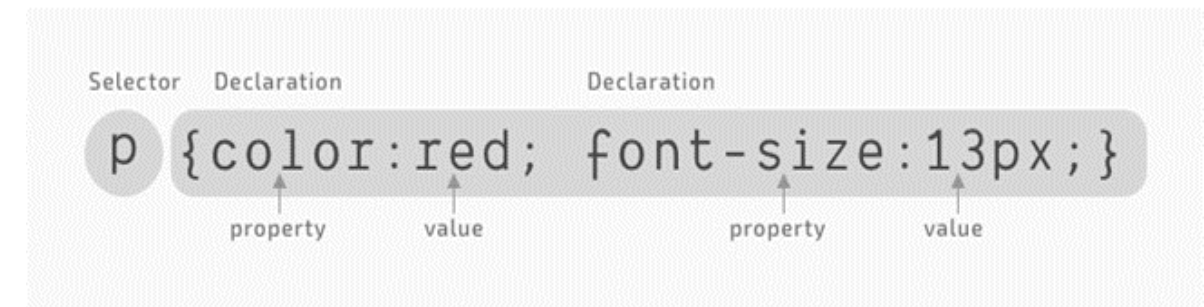 Selector Declaration Declaration
p {color:red; font-size:13px;}
property value property value